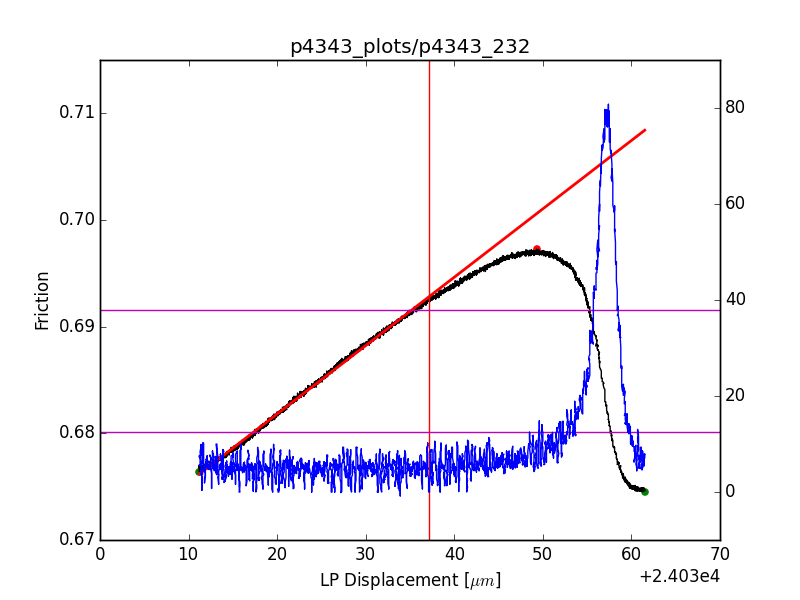 p4343_plots/p4343_232
0.71
0.70
0.69
0.68
0.67
80
60
40
20
0
Friction
0 10 20 30 40 50 60 70
LP Displacement [μm]
+2.403e4